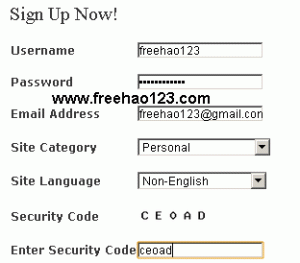 Sign Up Now!
Username freehao123
Password ••••••••••••
www.freehao123.com
Email Address freehao123@gmail.con
Site Category Personal
Site Language Non-English
Security Code C E O A D
Enter Security Code ceoad